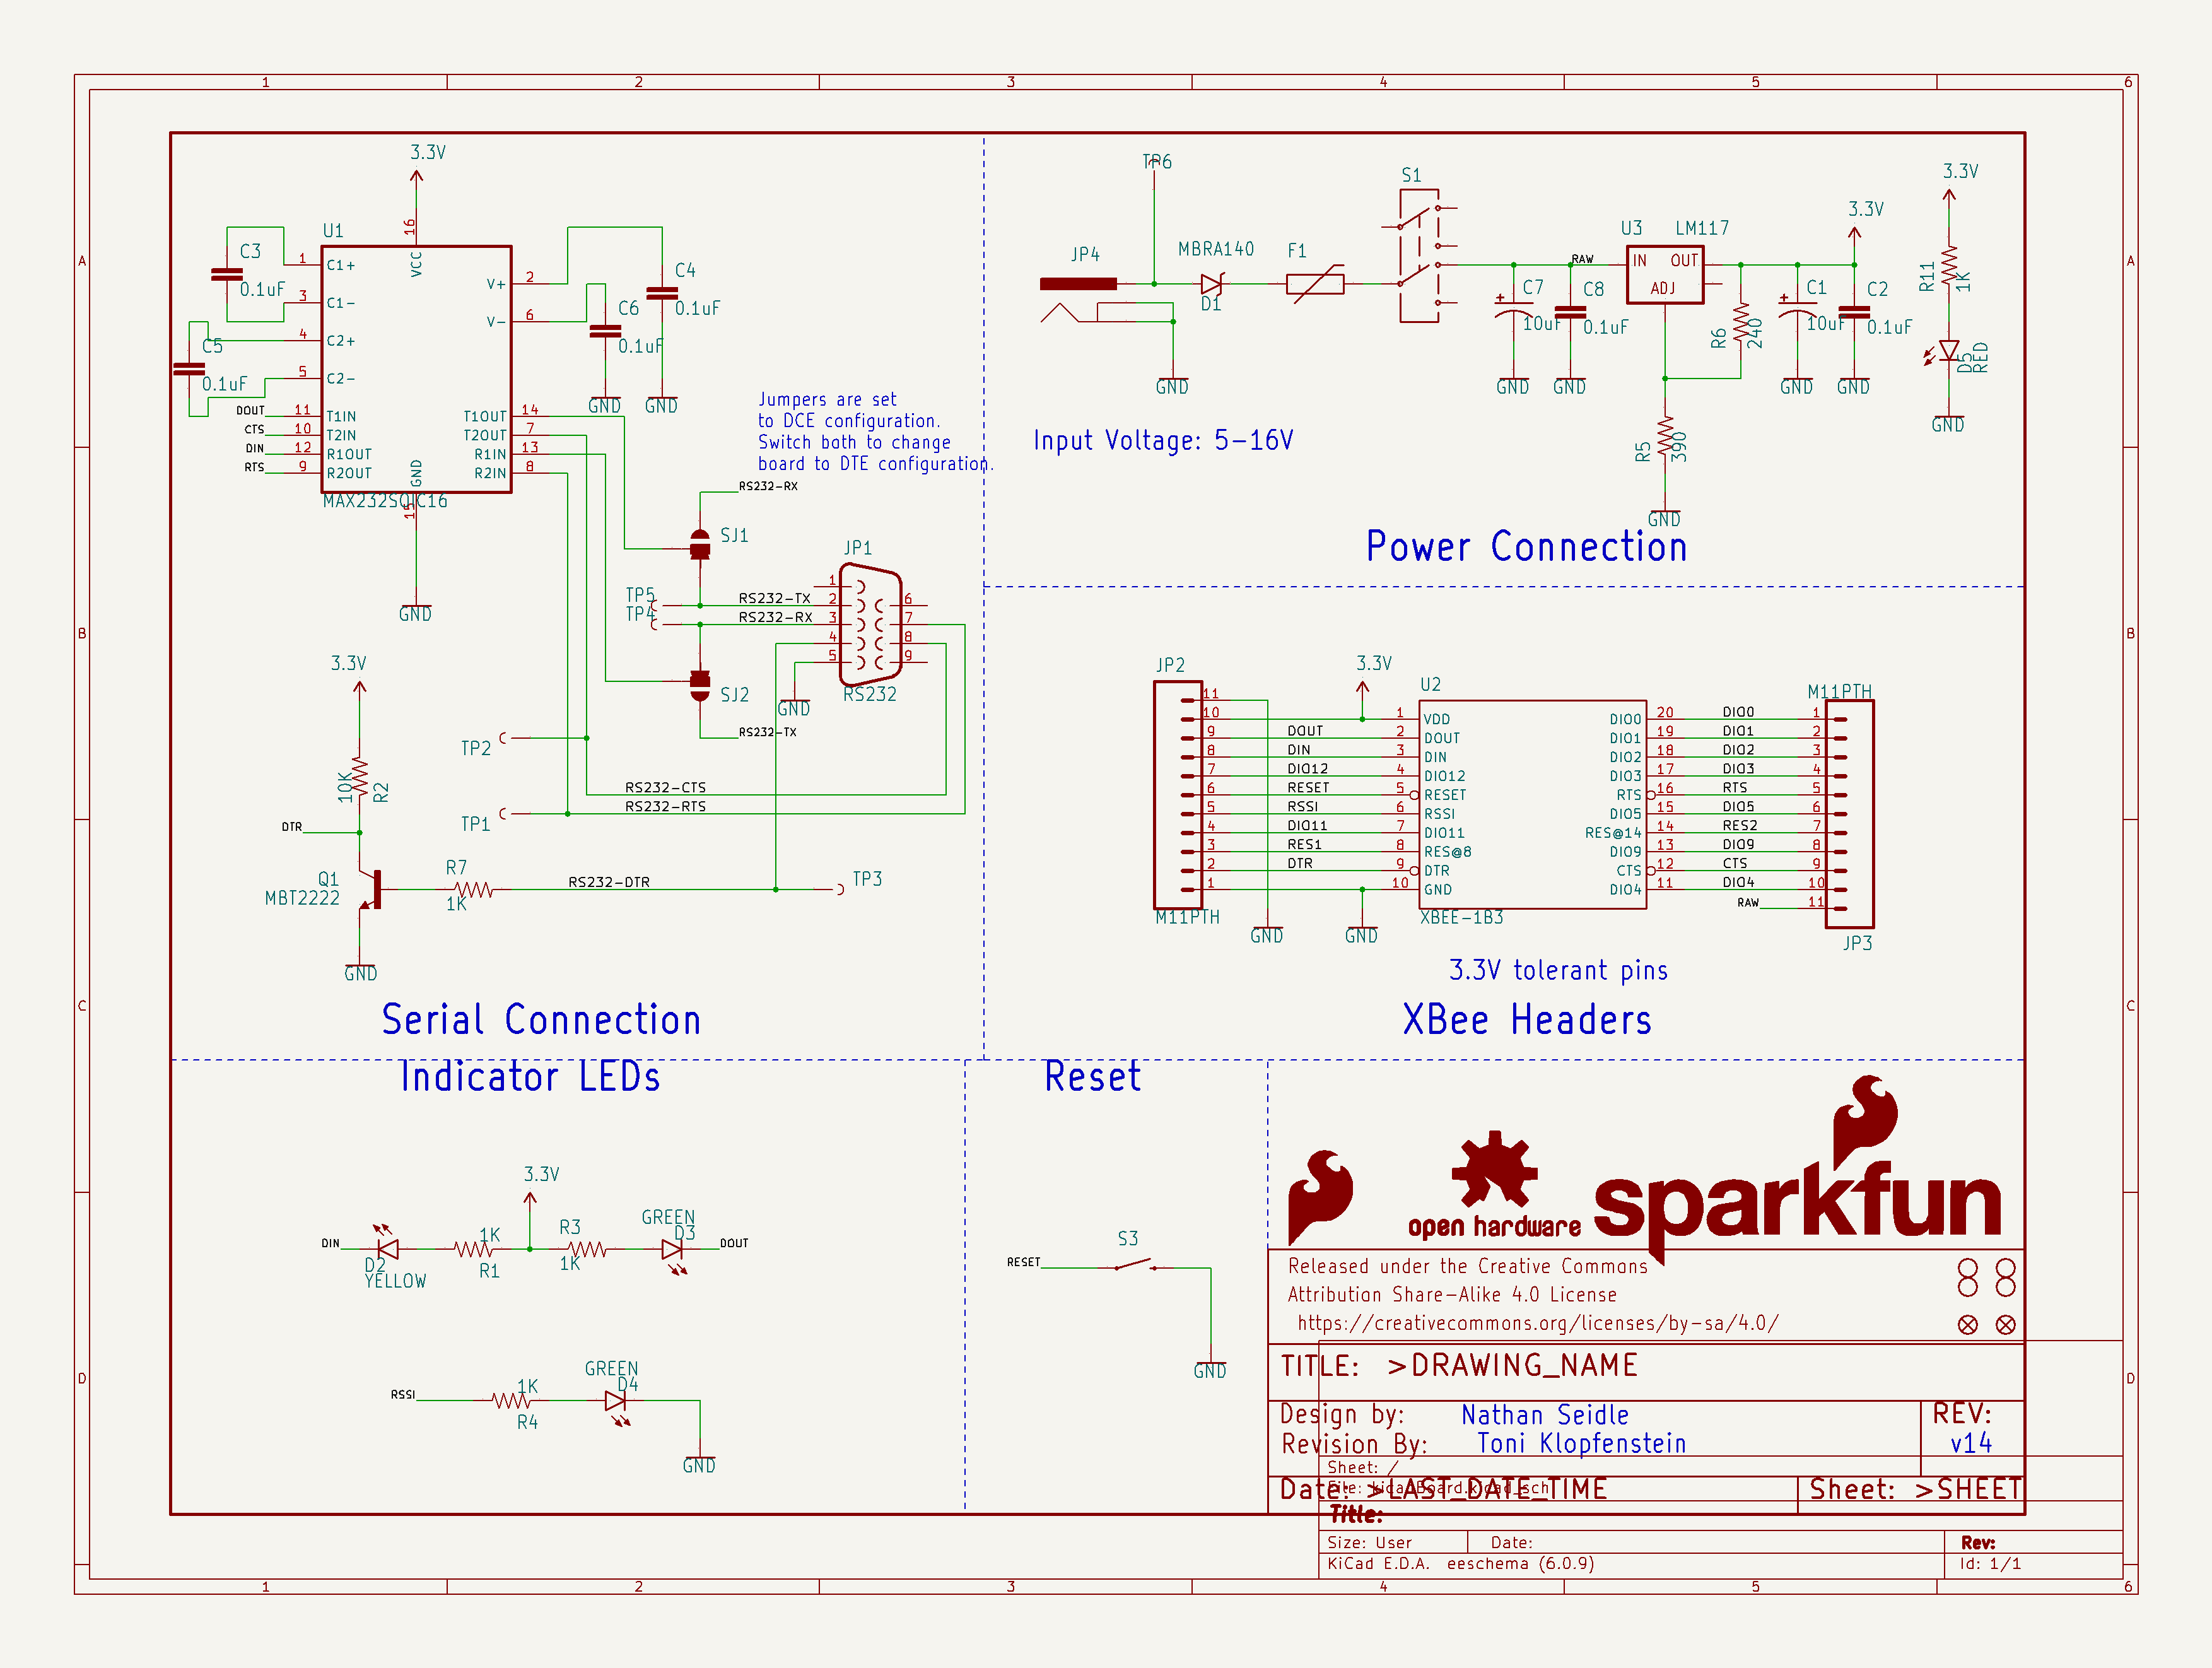 1 2 3 4 5 6
A
B
C
D
A
B
C
D
1 2 3 4 5 6
3.3V
U1
16
VCC
C3
0.1uF
C5
0.1uF
1 C1+
3 C1-
4 C2+
5 C2-
DOUT 11 T1IN
CTS 10 T2IN
DIN 12 R1OUT
RTS 9 R2OUT
V+ 2
V- 6
T1OUT 14
T2OUT 7
R1IN 13
R2IN 8
GND
15
MAX232SOIC16
GND
C4
0.1uF
C6
0.1uF
GND GND
Jumpers are set
to DCE configuration.
Switch both to change
board to DTE configuration.
RS232-RX
SJ1
JP1
TP5
TP4
RS232-TX
RS232-RX
1
2
3
4
5
6
7
8
9
RS232
GND
SJ2
RS232-TX
3.3V
10K
R2
DTR
TP2
TP1
RS232-CTS
RS232-RTS
Q1
MBT2222
R7
1K
RS232-DTR
TP3
GND
Serial Connection
TP6
JP4
MBRA140
D1
F1
S1
GND
RAW
U3 LM117
IN OUT
ADJ
C7
10uF
C8
0.1uF
GND GND
R6
240
C1
10uF
C2
0.1uF
3.3V
GND GND
3.3V
R11
1K
D5
RED
GND
R5
390
GND
Input Voltage: 5-16V
Power Connection
JP2
3.3V
U2
M11PTH
11
10 1 VDD
9 DOUT 2 DOUT
8 DIN 3 DIN
7 DIO12 4 DIO12
6 RESET 5 RESET
5 RSSI 6 RSSI
4 DIO11 7 DIO11
3 RES1 8 RES@8
2 DTR 9 DTR
1 10 GND
DIO0 20 DIO0 1
DIO1 19 DIO1 2
DIO2 18 DIO2 3
DIO3 17 DIO3 4
RTS 16 RTS 5
DIO5 15 DIO5 6
RES@14 14 RES2 7
DIO9 13 DIO9 8
CTS 12 CTS 9
DIO4 11 DIO4 10
RAW 11
M11PTH
GND GND
XBEE-1B3
JP3
3.3V tolerant pins
XBee Headers
Indicator LEDs
3.3V
DIN
D2
YELLOW
1K
R1
R3
1K
GREEN
D3
DOUT
RSSI
1K
R4
GREEN
D4
GND
Reset
RESET
S3
GND
open hardware
sparkfun
Released under the Creative Commons
Attribution Share-Alike 4.0 License
https://creativecommons.org/licenses/by-sa/4.0/
TITLE: >DRAWING_NAME
Design by: Nathan Seidle
Revision By: Toni Klopfenstein
REV:
v14
Sheet: /
File: kicadBoard.kicad_sch
Date: >LAST_DATE_TIME
Sheet: >SHEET
Title:
Size: User Date: Rev:
KiCad E.D.A. eeschema (6.0.9) Id: 1/1